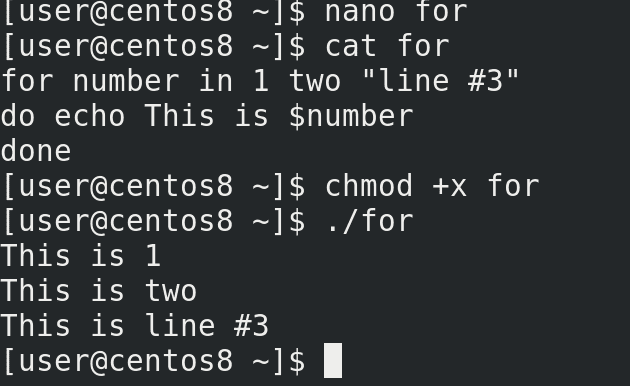 [user@centos8 ~]$ nano for
[user@centos8 ~]$ cat for
for number in 1 two "line #3"
do echo This is $number
done
[user@centos8 ~]$ chmod +x for
[user@centos8 ~]$ ./for
This is 1
This is two
This is line #3
[user@centos8 ~]$